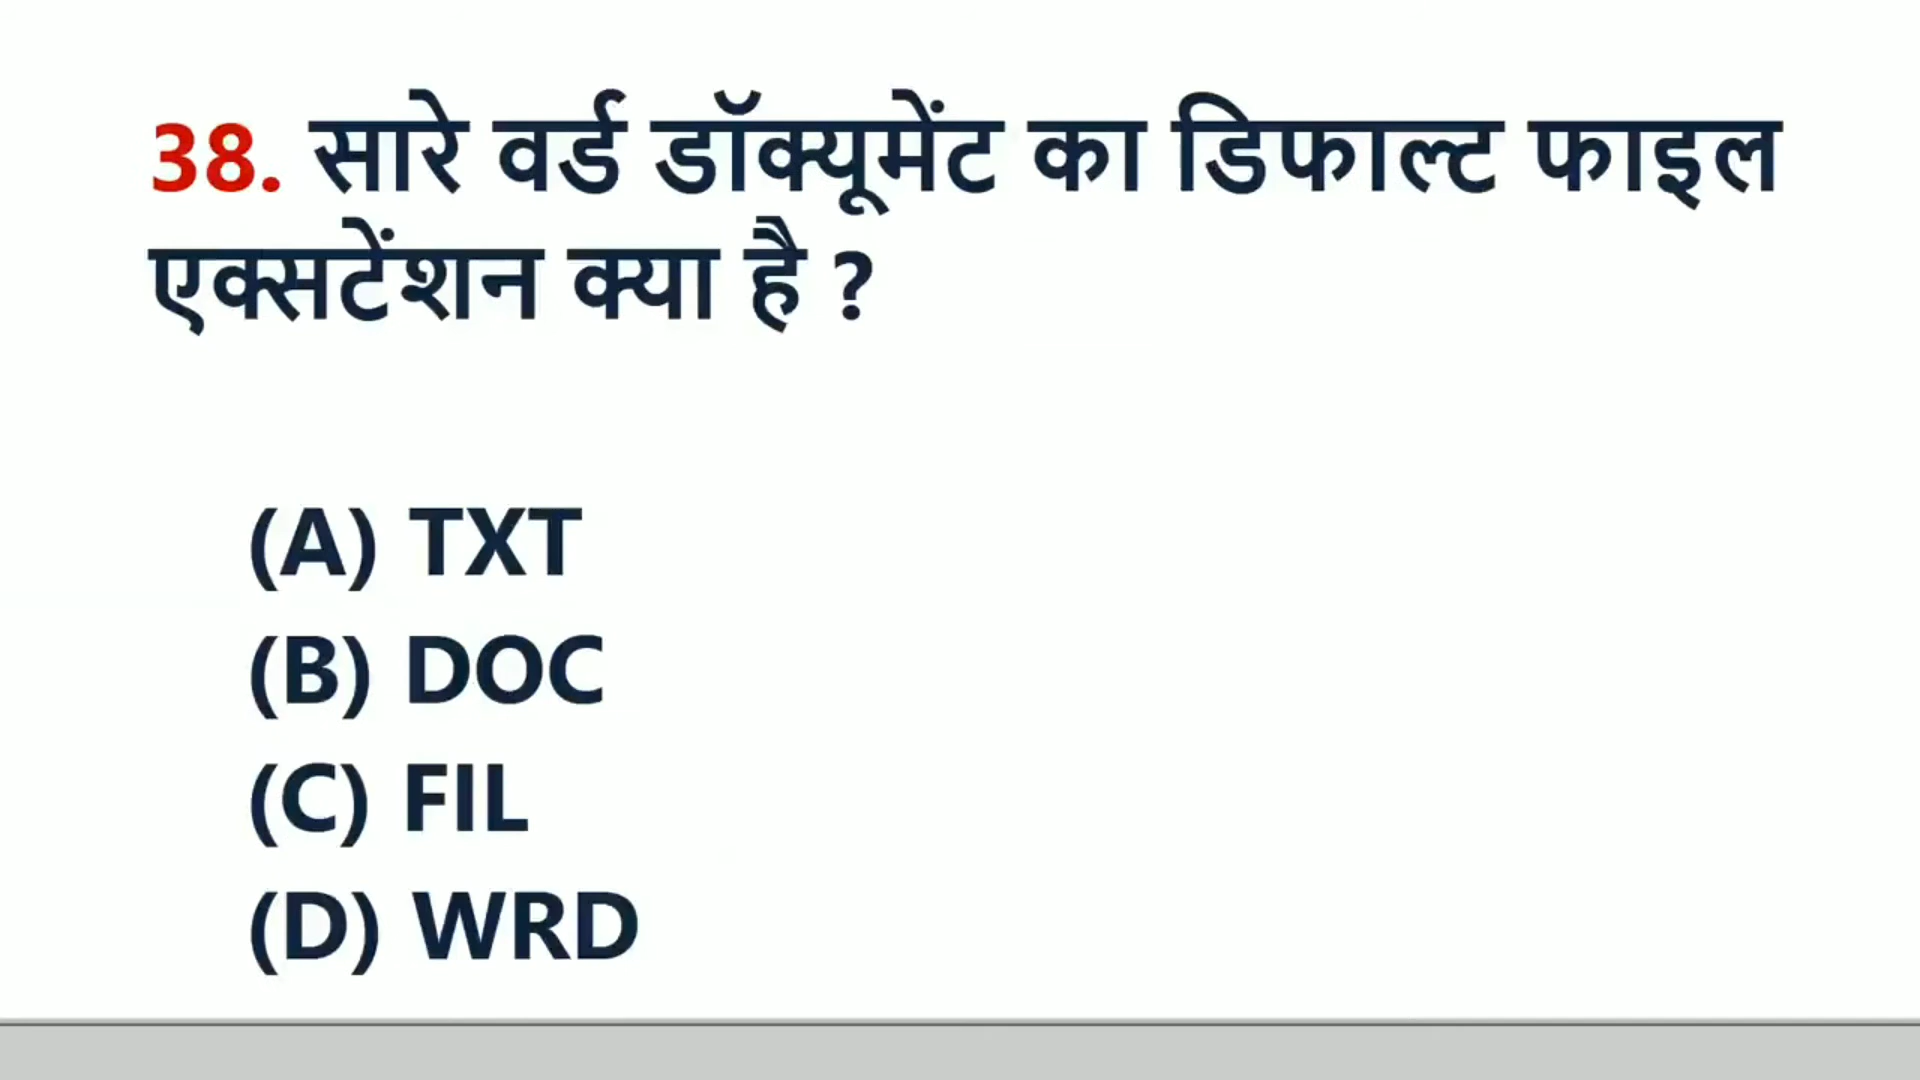 38. सारे वर्ड डॉक्यूमेंट का डिफाल्ट फाइल
एक्सटेंशन क्या है ?
(A) TXT
(B) DOC
(C) FIL
(D) WRD